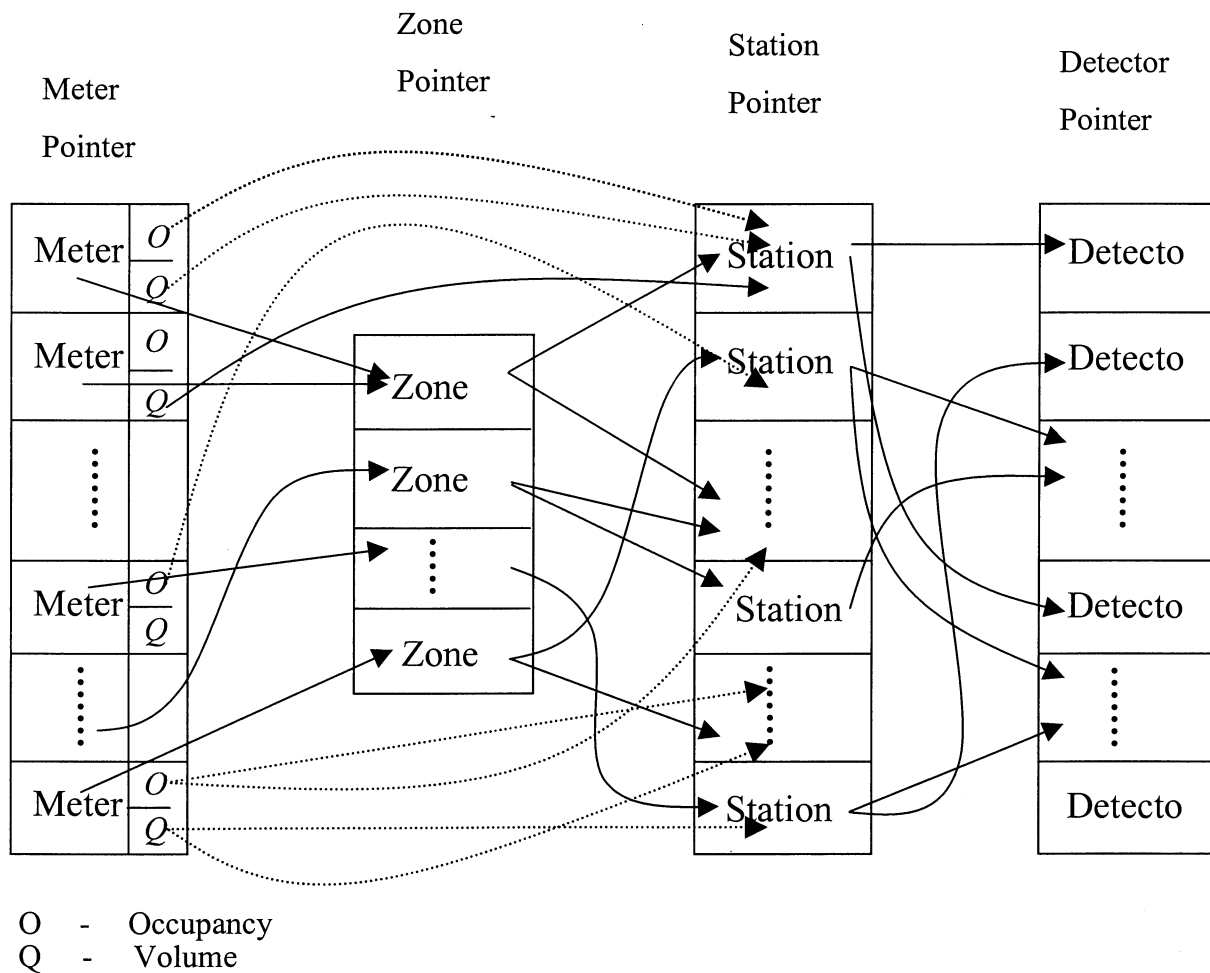 Zone
Pointer
Station
Pointer
Detector
Pointer
Meter
Pointer
Meter
O
Q
Meter
O
Q
Meter
O
Q
Meter
O
Q
Zone
Zone
Zone
Station
Station
Station
Station
Detecto
Detecto
Detecto
Detecto
O - Occupancy
Q - Volume